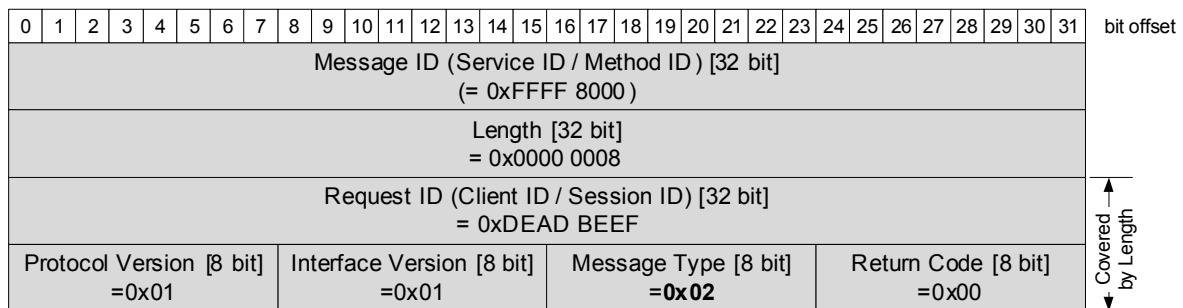 0 1 2 3 4 5 6 7 8 9 10 11 12 13 14 15 16 17 18 19 20 21 22 23 24 25 26 27 28 29 30 31 bit offset
Message ID (Service ID / Method ID) [32 bit]
(= 0xFFFF 8000)
Length [32 bit]
= 0x0000 0008
Request ID (Client ID / Session ID) [32 bit]
= 0xDEAD BEEF
Protocol Version [8 bit] Interface Version [8 bit] Message Type [8 bit] Return Code [8 bit]
=0x01 =0x01 =0x02 =0x00
Covered
by Length